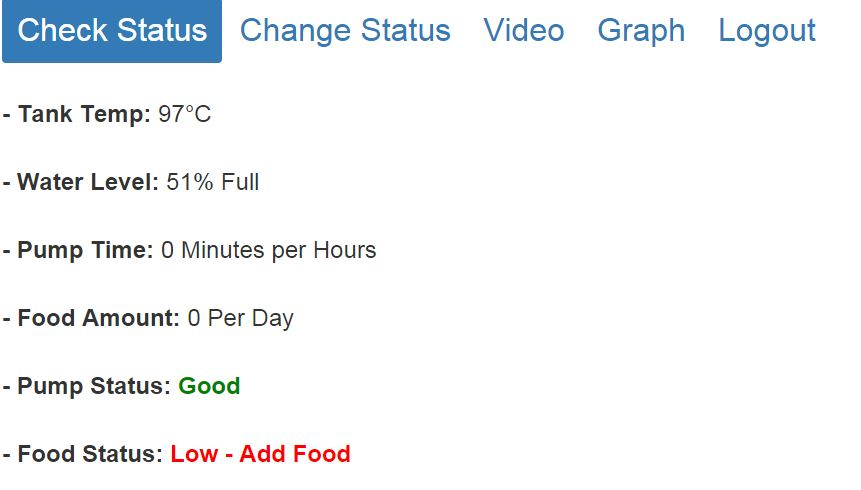 Check Status Change Status Video Graph Logout
- Tank Temp: 97°C
- Water Level: 51% Full
- Pump Time: 0 Minutes per Hours
- Food Amount: 0 Per Day
- Pump Status: Good
- Food Status: Low - Add Food